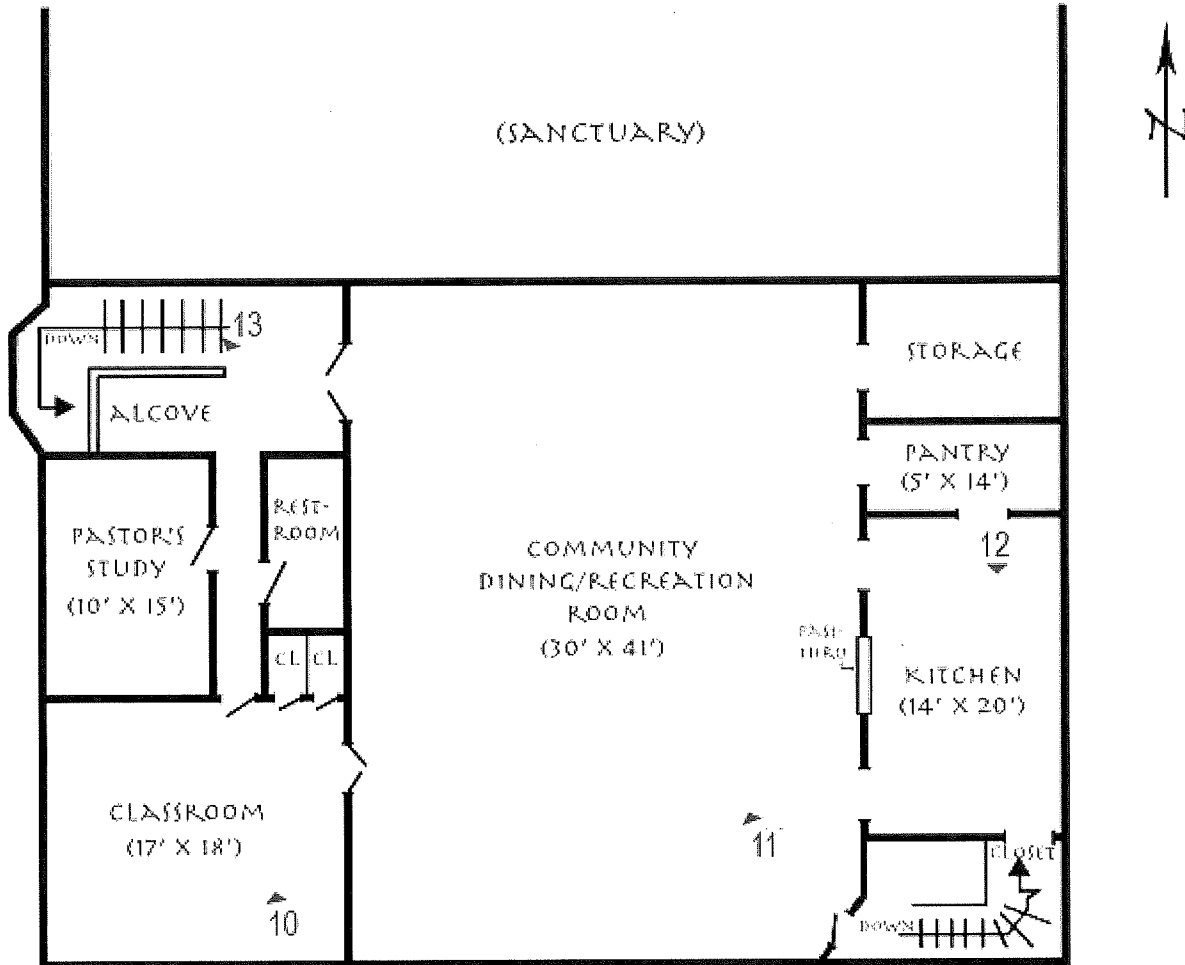 (SANCTUARY)
N
13
DOWN
STORAGE
ALCOVE
PANTRY
(5' X 14')
REST-
ROOM
PASTOR'S
STUDY
(10' X 15')
COMMUNITY
DINING/RECREATION
ROOM
(30' X 41')
12
PASS-
THRU
CL CL
KITCHEN
(14' X 20')
CLASSROOM
(17' X 18')
11
CLOSET
10
DOWN